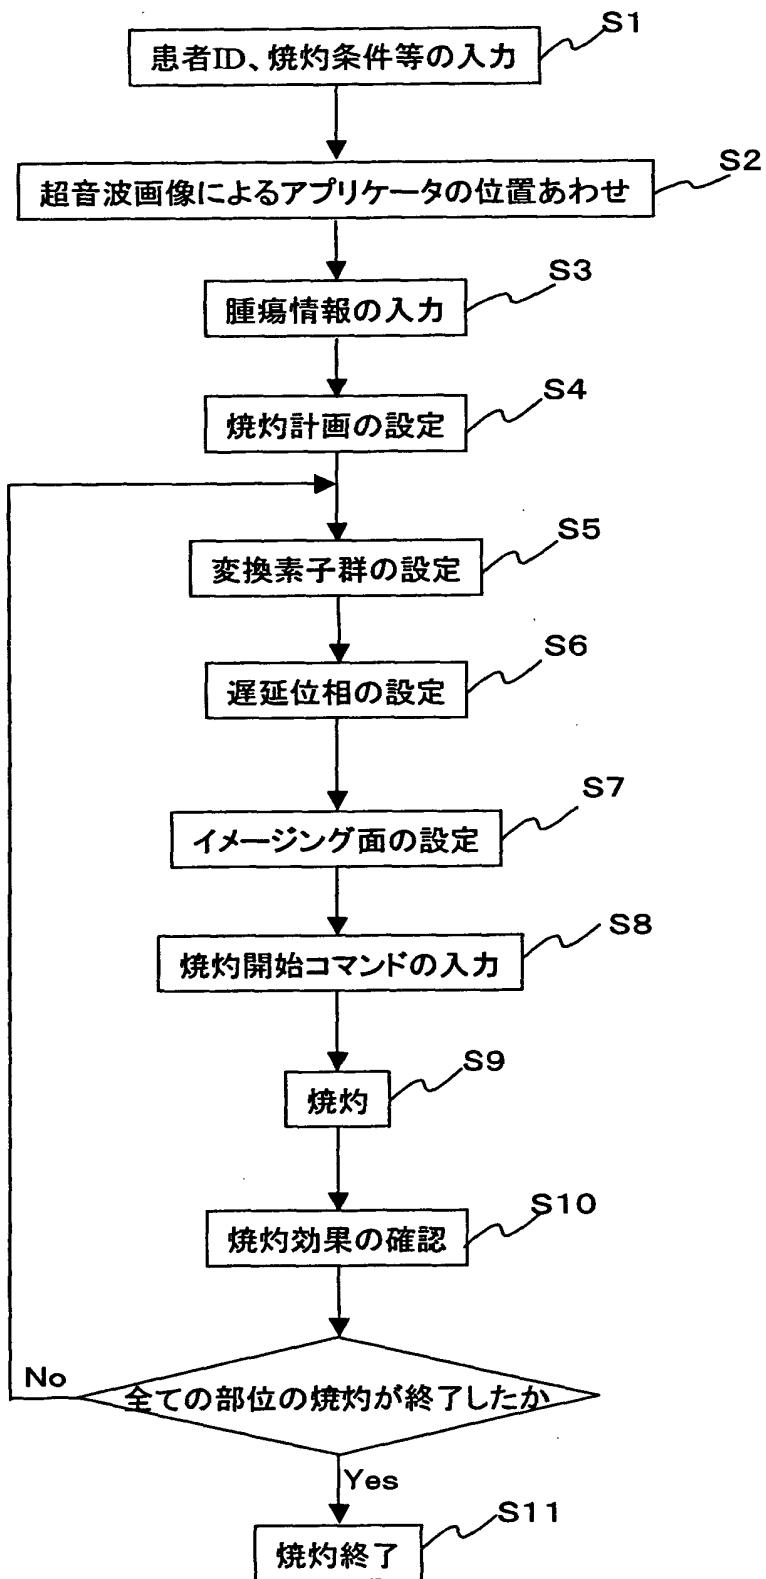 S1
患者ID、焼灼条件等の入力
S2
超音波画像によるアプリケータの位置あわせ
S3
腫瘍情報の入力
S4
焼灼計画の設定
S5
変換素子群の設定
S6
遅延位相の設定
S7
イメージング面の設定
S8
焼灼開始コマンドの入力
S9
焼灼
S10
焼灼効果の確認
No
全ての部位の焼灼が終了したか
Yes
S11
焼灼終了